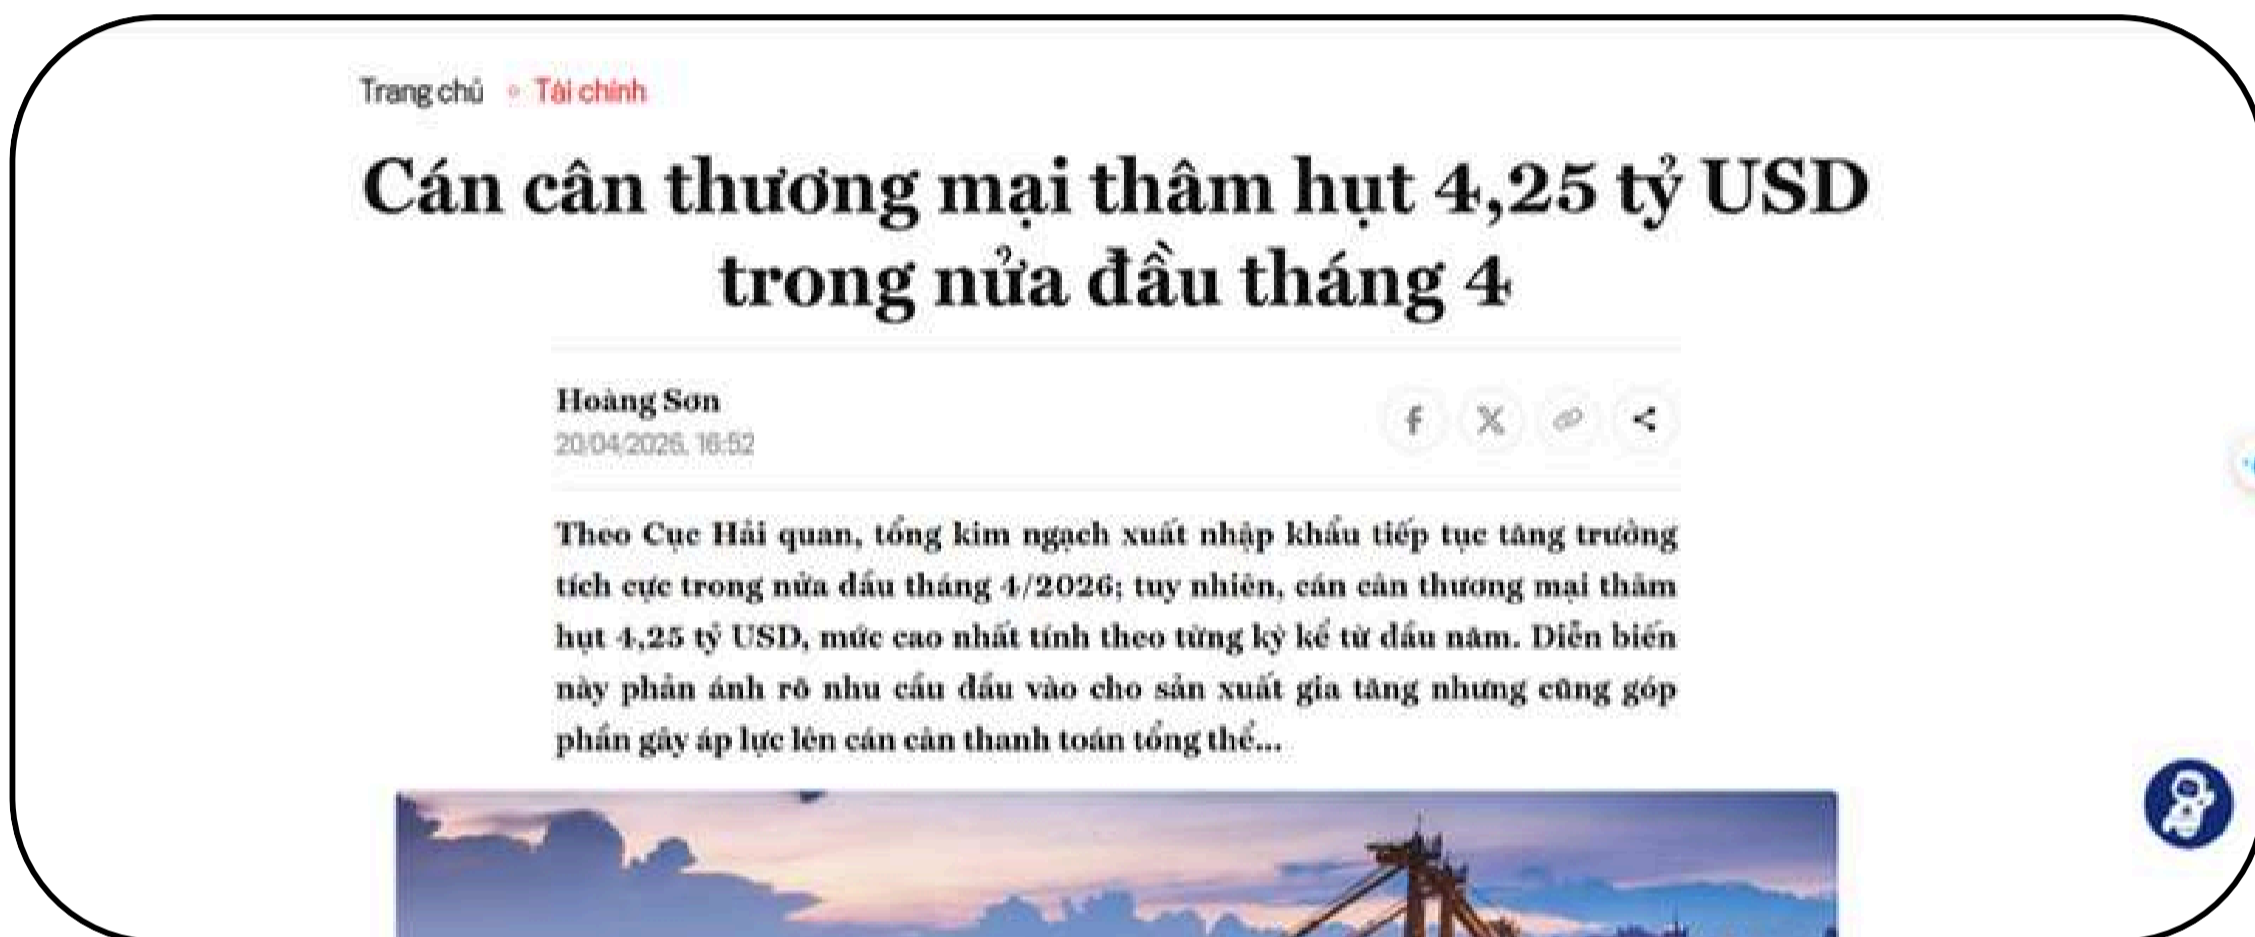 Trang chủ Tài chính
Cán cân thương mại thâm hụt 4,25 tỷ USD
trong nửa đầu tháng 4
Hoàng Sơn
20/04/2026, 16:52
Theo Cục Hải quan, tổng kim ngạch xuất nhập khẩu tiếp tục tăng trưởng
tích cực trong nửa đầu tháng 4/2026; tuy nhiên, cán cân thương mại thâm
hụt 4,25 tỷ USD, mức cao nhất tính theo từng kỳ kể từ đầu năm. Diễn biến
này phản ánh rõ nhu cầu đầu vào cho sản xuất gia tăng nhưng cũng góp
phần gây áp lực lên cán cân thanh toán tổng thể...